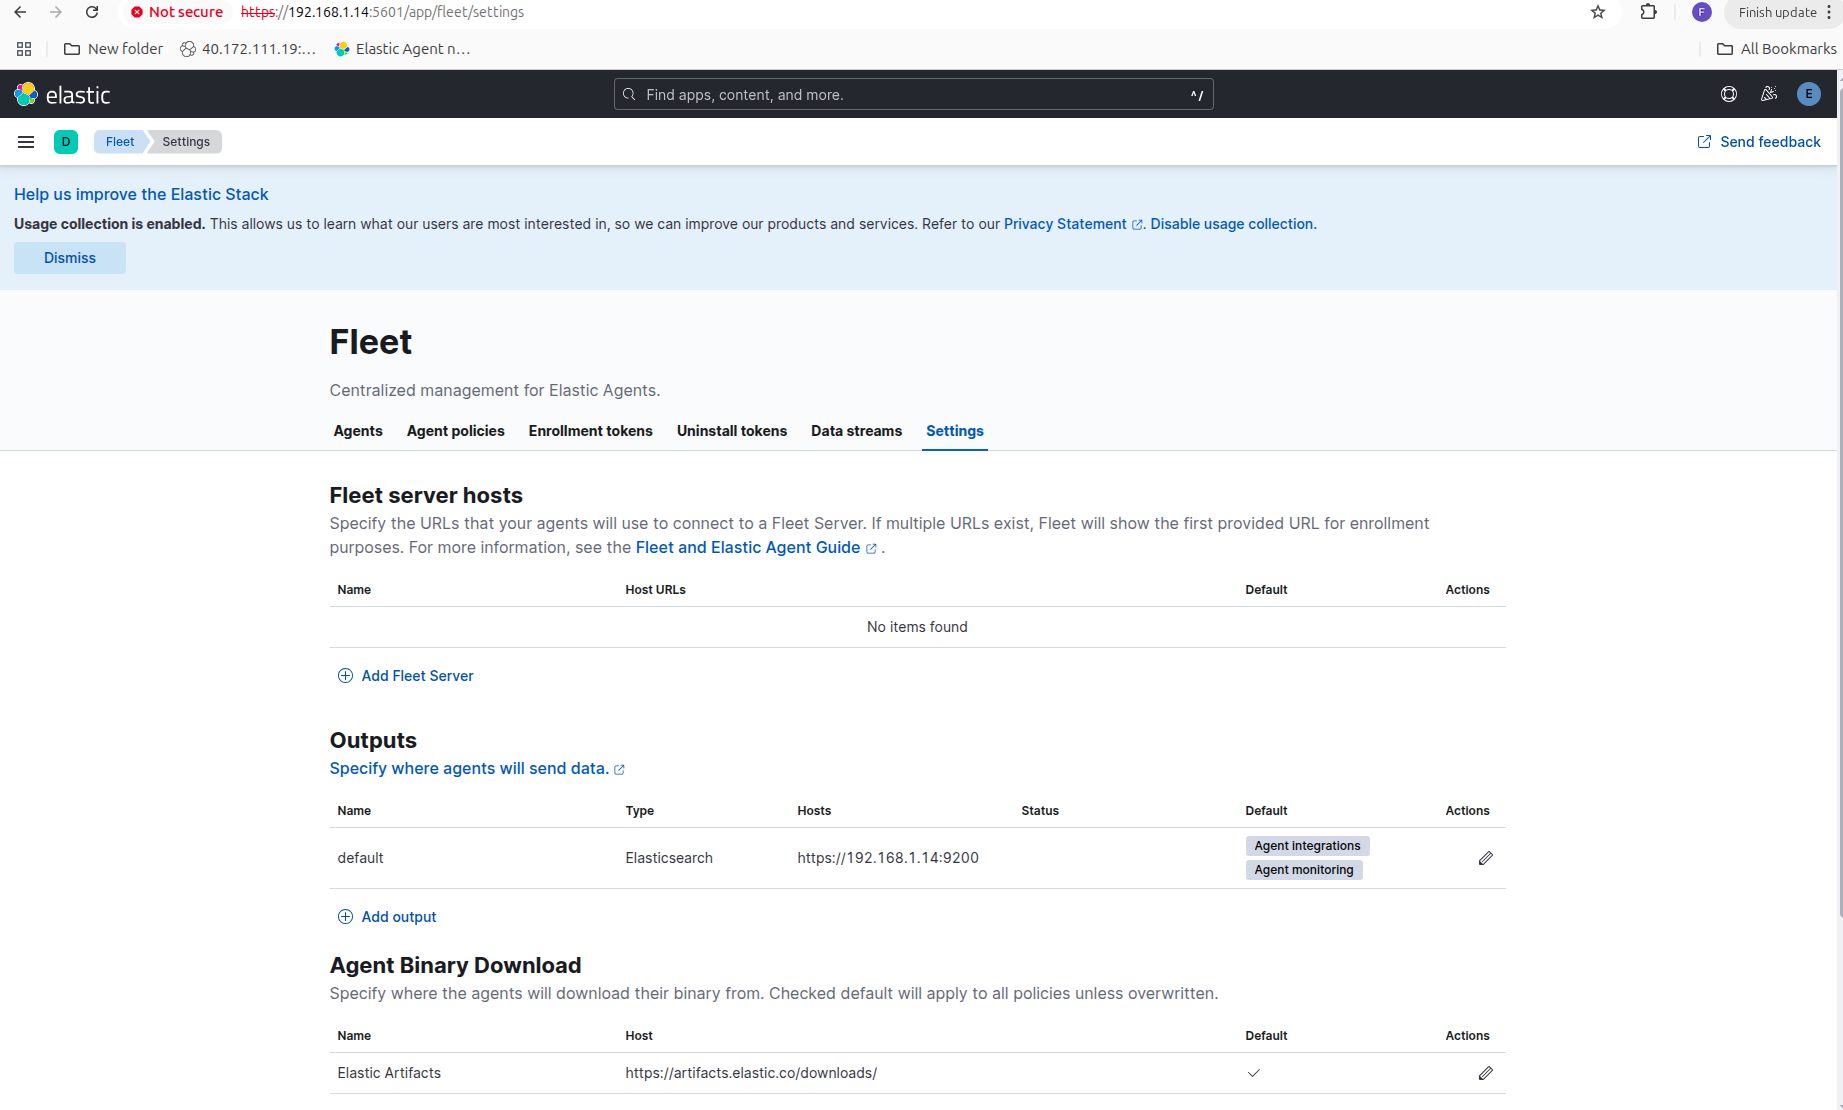 Not secure https://192.168.1.14:5601/app/fleet/settings F Finish update
New folder 40.172.111.19:... Elastic Agent n... All Bookmarks
elastic Find apps, content, and more. ^/ E
D Fleet Settings Send feedback
Help us improve the Elastic Stack
Usage collection is enabled. This allows us to learn what our users are most interested in, so we can improve our products and services. Refer to our Privacy Statement. Disable usage collection.
Dismiss
Fleet
Centralized management for Elastic Agents.
Agents Agent policies Enrollment tokens Uninstall tokens Data streams Settings
Fleet server hosts
Specify the URLs that your agents will use to connect to a Fleet Server. If multiple URLs exist, Fleet will show the first provided URL for enrollment
purposes. For more information, see the Fleet and Elastic Agent Guide .
Name Host URLs Default Actions
No items found
Add Fleet Server
Outputs
Specify where agents will send data.
Name Type Hosts Status Default Actions
default Elasticsearch https://192.168.1.14:9200 Agent integrations
Agent monitoring
Add output
Agent Binary Download
Specify where the agents will download their binary from. Checked default will apply to all policies unless overwritten.
Name Host Default Actions
Elastic Artifacts https://artifacts.elastic.co/downloads/